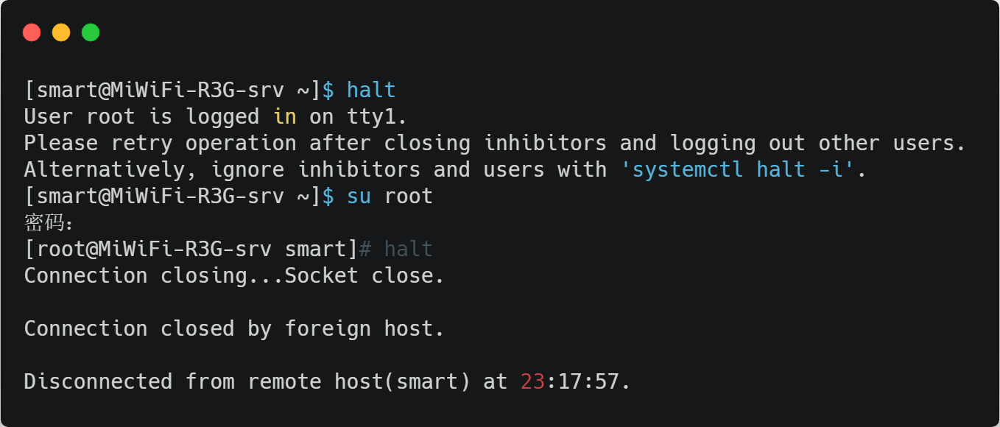 [smart@MiWiFi-R3G-srv ~]$ halt
User root is logged in on tty1.
Please retry operation after closing inhibitors and logging out other users.
Alternatively, ignore inhibitors and users with 'systemctl halt -i'.
[smart@MiWiFi-R3G-srv ~]$ su root
密码：
[root@MiWiFi-R3G-srv smart]# halt
Connection closing...Socket close.
Connection closed by foreign host.
Disconnected from remote host(smart) at 23:17:57.